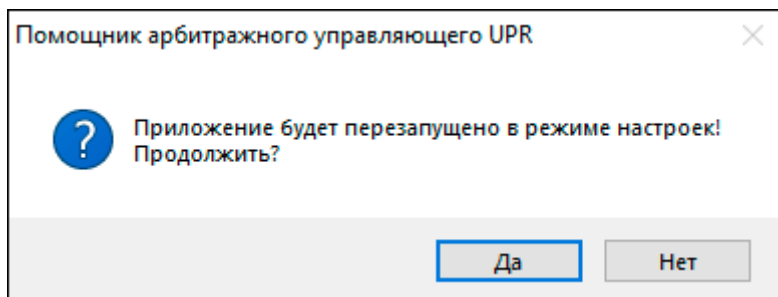 Помощник арбитражного управляющего UPR
Приложение будет перезапущено в режиме настроек!
Продолжить?
Да
Нет